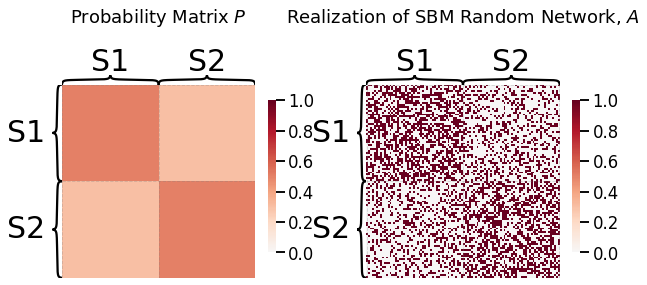 Probability Matrix P
S1 S2
S1
S2
1.0
0.8
0.6
0.4
0.2
0.0
Realization of SBM Random Network, A
S1 S2
S1
S2
1.0
0.8
0.6
0.4
0.2
0.0